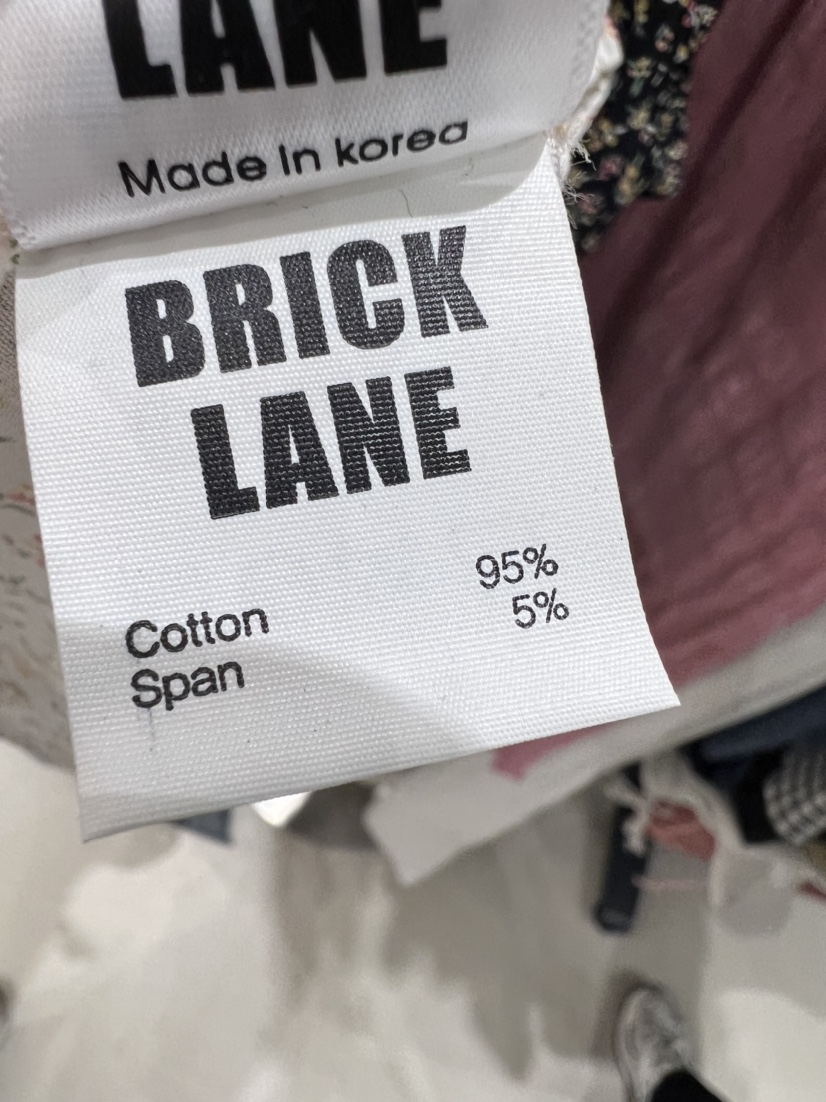 LANE
Made in korea
BRICK
LANE
Cotton 95%
Span 5%